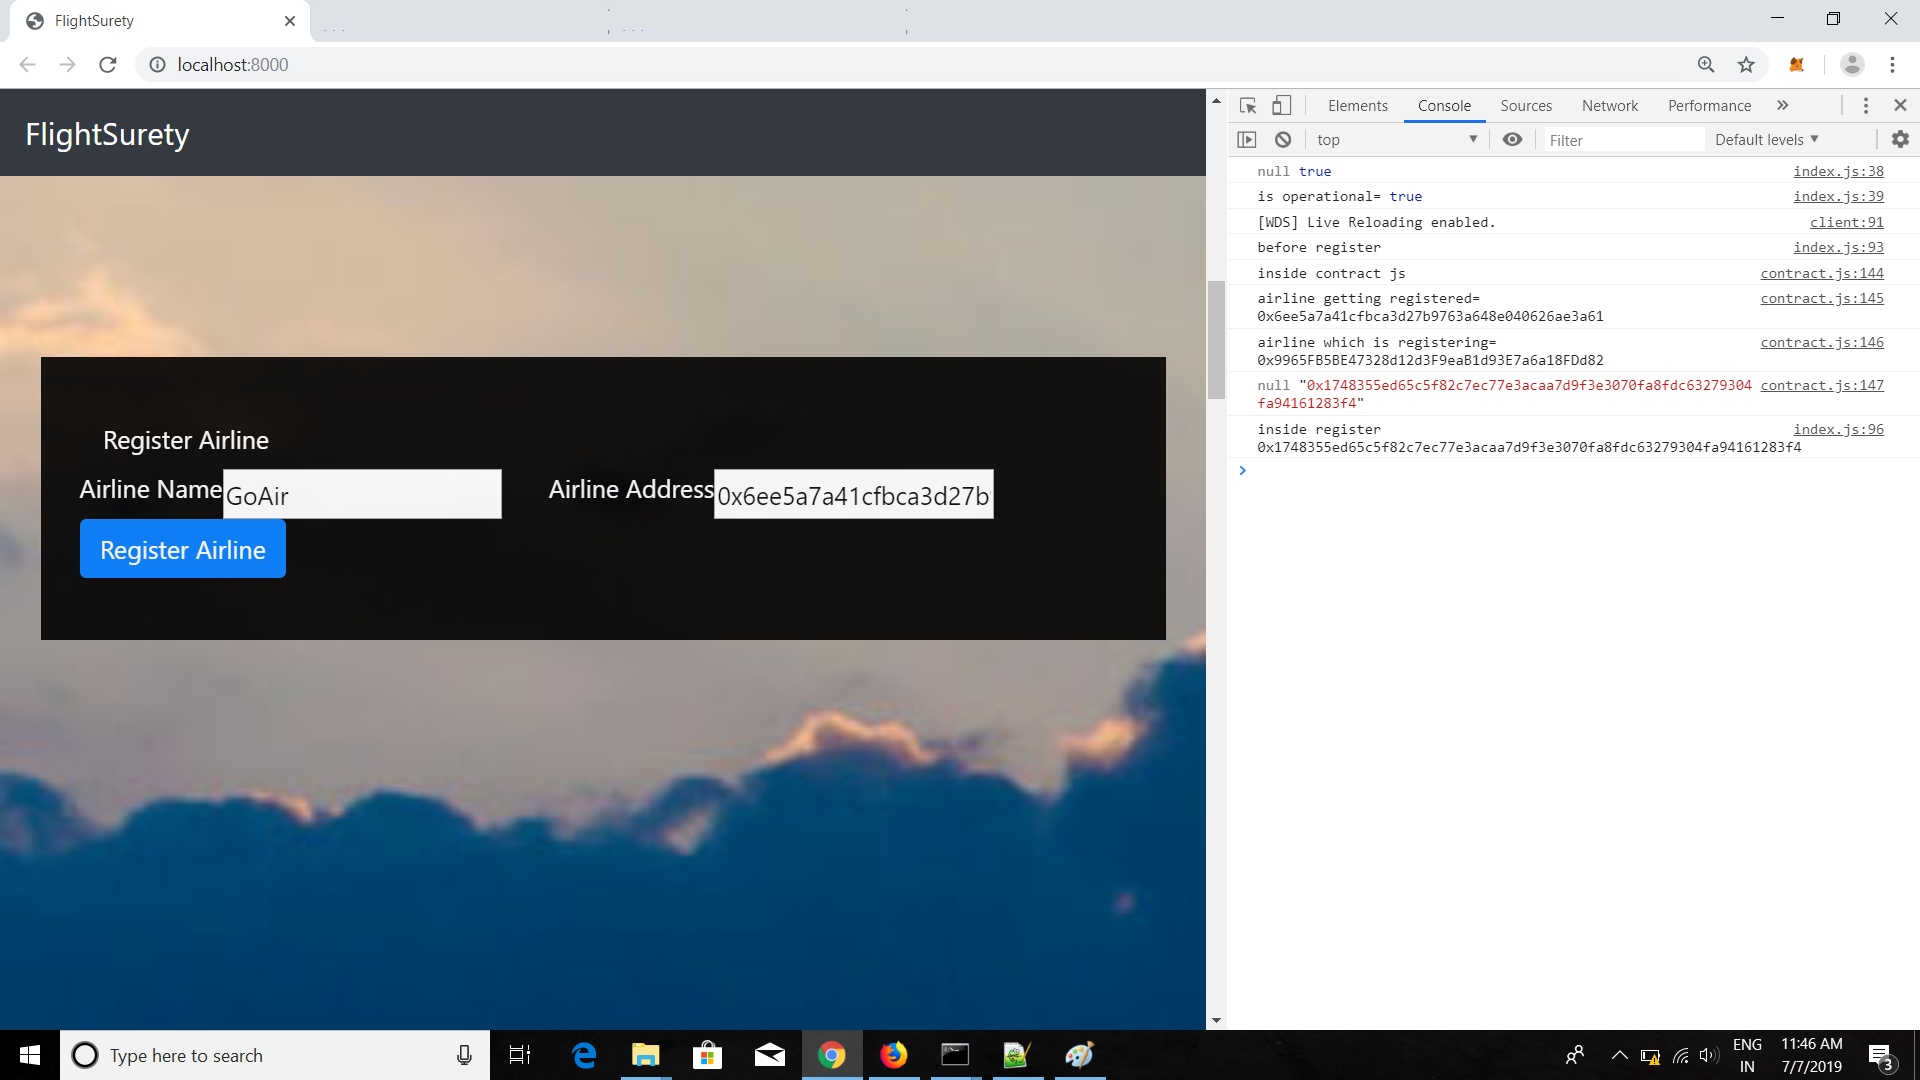 FlightSurety
localhost:8000
FlightSurety
Register Airline
Airline Name GoAir Airline Address 0x6ee5a7a41cfbca3d27b
Register Airline
Elements Console Sources Network Performance
top Filter Default levels
null true index.js:38
is operational= true index.js:39
[WDS] Live Reloading enabled. client:91
before register index.js:93
inside contract js contract.js:144
airline getting registered= contract.js:145
0x6ee5a7a41cfbca3d27b9763a648e040626ae3a61
airline which is registering= contract.js:146
0x9965FB5BE47328d12d3F9eaB1d93E7a6a18FDd82
null "0x1748355ed65c5f82c7ec77e3acaa7d9f3e3070fa8fdc63279304 contract.js:147
fa94161283f4"
inside register index.js:96
0x1748355ed65c5f82c7ec77e3acaa7d9f3e3070fa8fdc63279304fa94161283f4
Type here to search
ENG
IN
11:46 AM
7/7/2019
3